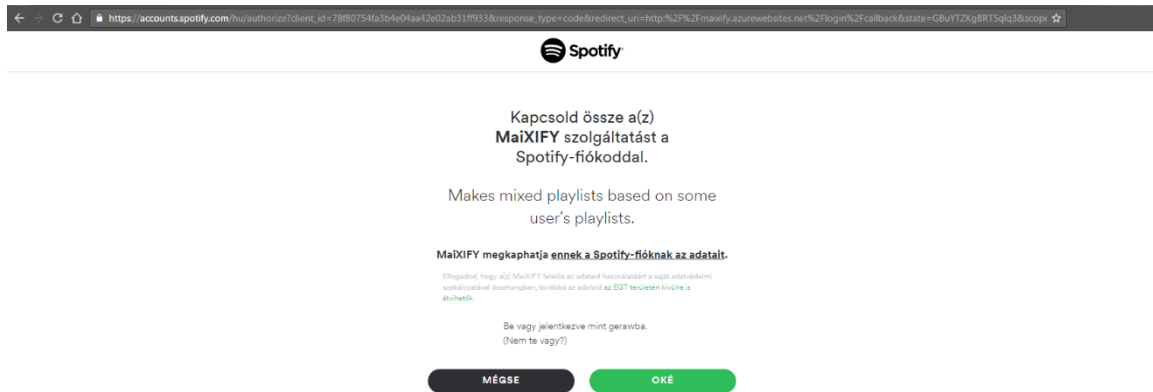 https://accounts.spotify.com/hu/authorize?client_id=78f80754fa3b4e04aa42e02ab31ff933&response_type=code&redirect_uri=http:%2F%2Fmaixify.azurewebsites.net%2Flogin%2Fcallback&state=GBuYTZKgBRTSqlq3&scope
Spotify
Kapcsold össze a(z)
MaiXIFY szolgáltatást a
Spotify-fiókoddal.
Makes mixed playlists based on some
user's playlists.
MaiXIFY megkaphatja ennek a Spotify-fióknak az adatait.
Elfogadod, hogy a(z) MaiXIFY felelős az adataid használatáért a saját adatvédelmi
szabályzatával összhangban, továbbá az adataid az EGT területén kívülre is
átvihetők.
Be vagy jelentkezve mint gerawba.
(Nem te vagy?)
MÉGSE
OKÉ